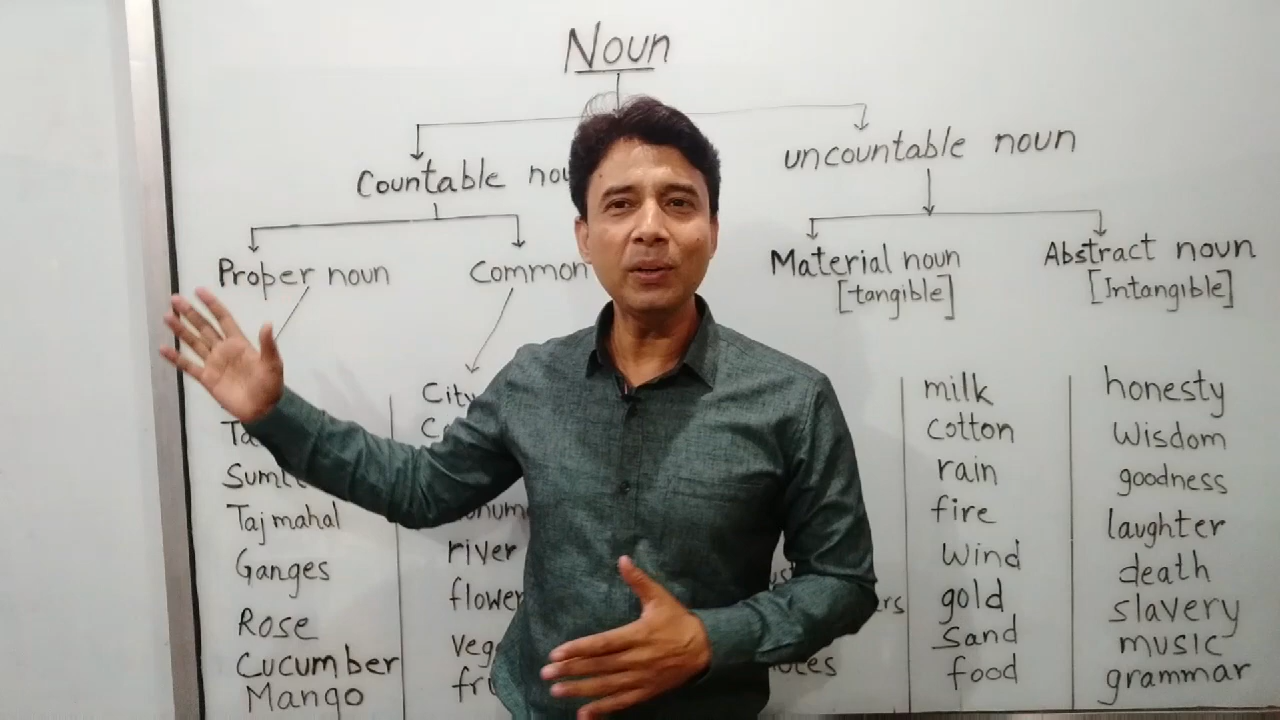 Noun
Countable
uncountable noun
Proper noun
Common
Material noun
[tangible]
Abstract noun
[Intangible]
Tajmahal
Ganges
Rose
Cucumber
Mango
river
milk
cotton
rain
fire
wind
gold
sand
food
honesty
wisdom
goodness
laughter
death
slavery
music
grammar